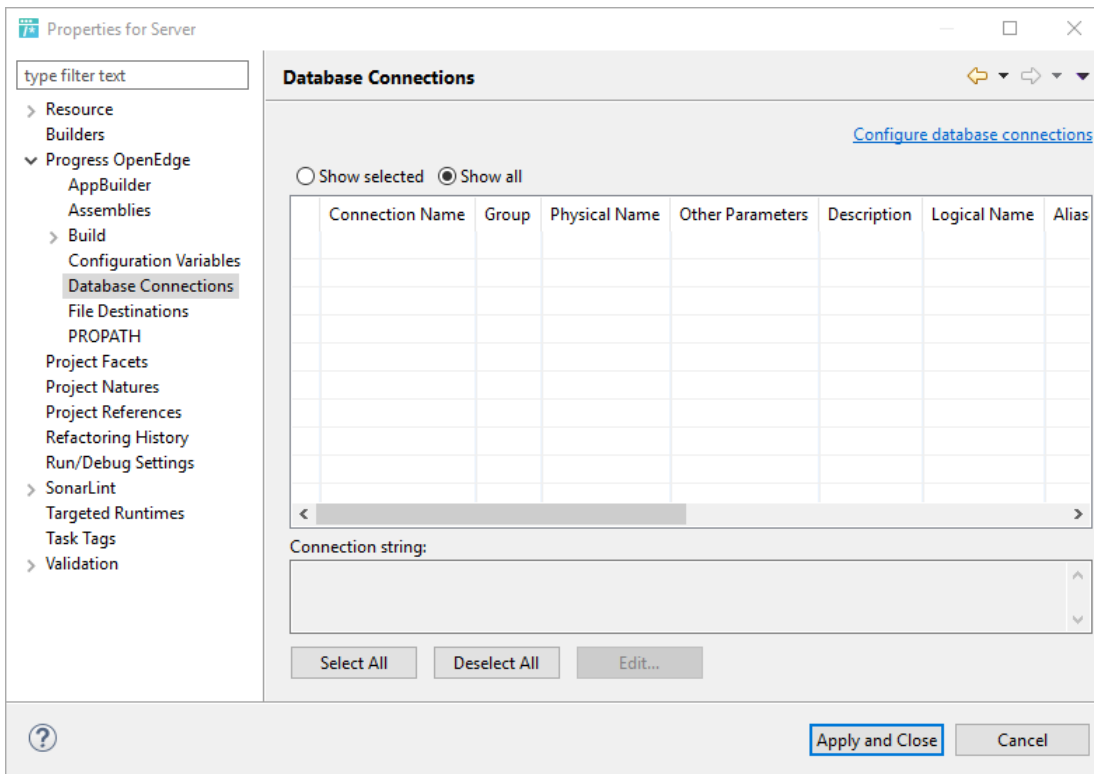 Properties for Server
type filter text
Resource
Builders
Progress OpenEdge
AppBuilder
Assemblies
Build
Configuration Variables
Database Connections
File Destinations
PROPATH
Project Facets
Project Natures
Project References
Refactoring History
Run/Debug Settings
SonarLint
Targeted Runtimes
Task Tags
Validation
Database Connections
Configure database connections
Show selected Show all
Connection Name Group Physical Name Other Parameters Description Logical Name Alias
Connection string:
Select All Deselect All Edit...
Apply and Close Cancel